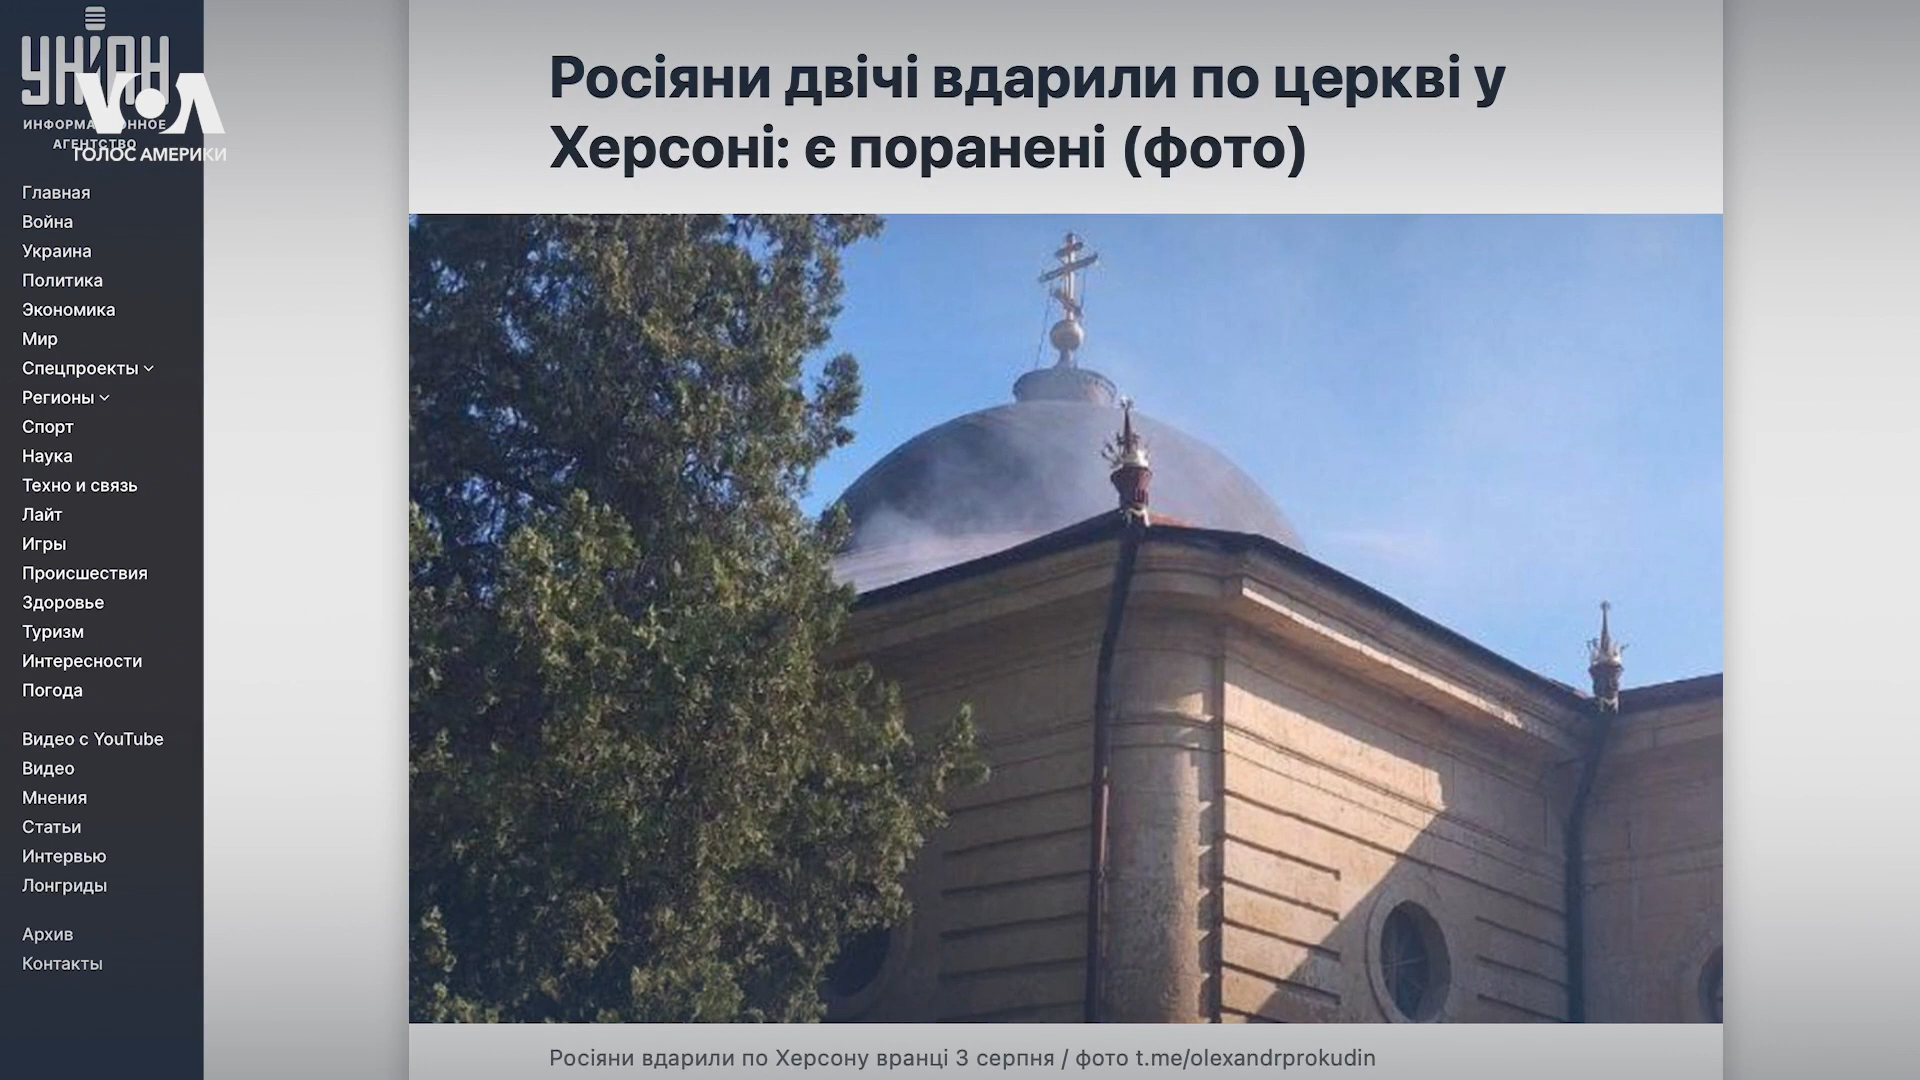 УНІАН
ИНФОРМАЦИОННОЕ
АГЕНТСТВО
VOA
ГОЛОС АМЕРИКИ
Главная
Война
Украина
Политика
Экономика
Мир
Спецпроекты
Регионы
Спорт
Наука
Техно и связь
Лайт
Игры
Происшествия
Здоровье
Туризм
Интересности
Погода
Видео с YouTube
Видео
Мнения
Статьи
Интервью
Лонгриды
Архив
Контакты
Росіяни двічі вдарили по церкві у
Херсоні: є поранені (фото)
Росіяни вдарили по Херсону вранці 3 серпня / фото t.me/olexandrprokudin